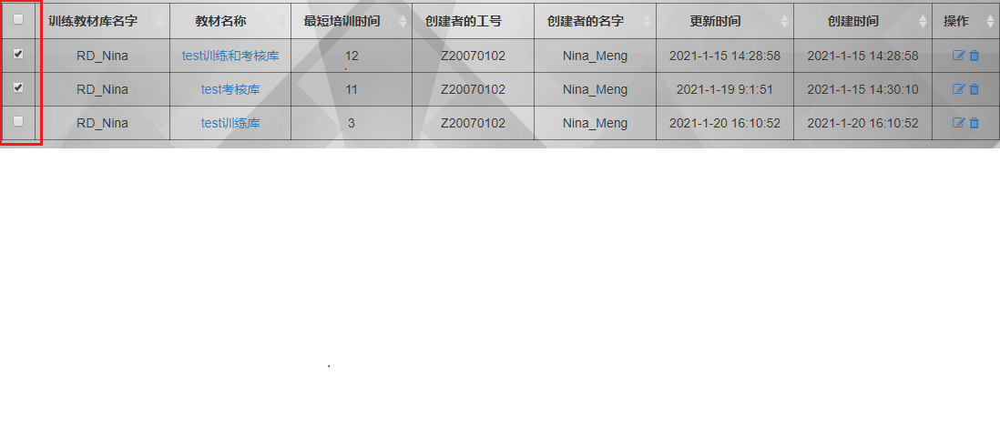 训练教材库名字 教材名称 最短培训时间 创建者的工号 创建者的名字 更新时间 创建时间 操作
RD_Nina test训练和考核库 12 Z20070102 Nina_Meng 2021-1-15 14:28:58 2021-1-15 14:28:58
RD_Nina test考核库 11 Z20070102 Nina_Meng 2021-1-19 9:1:51 2021-1-15 14:30:10
RD_Nina test训练库 3 Z20070102 Nina_Meng 2021-1-20 16:10:52 2021-1-20 16:10:52